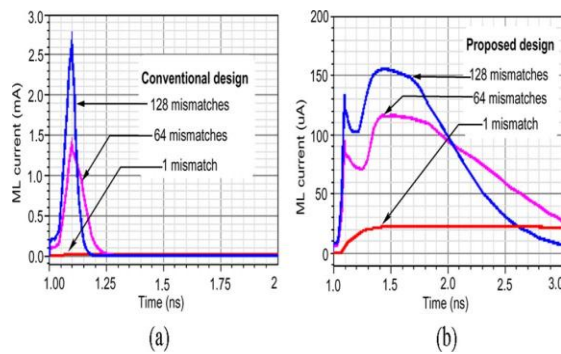 3.0
2.5
2.0
1.5
1.0
0.5
0.0
ML current (mA)
Conventional design
128 mismatches
64 mismatches
1 mismatch
1.00
1.25
1.50
1.75
2
Time (ns)
(a)
200
150
100
50
0
ML current (uA)
Proposed design
128 mismatches
64 mismatches
1 mismatch
1.0
1.5
2.0
2.5
3.0
Time (ns)
(b)